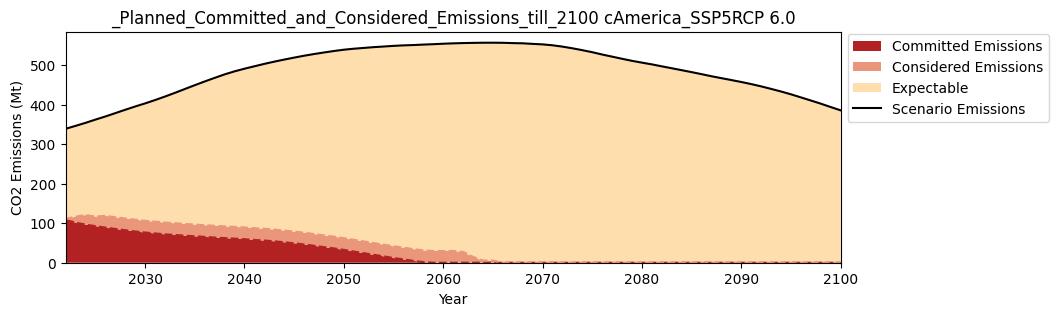 _Planned_Committed_and_Considered_Emissions_till_2100 cAmerica_SSP5RCP 6.0
CO2 Emissions (Mt)
500
400
300
200
100
0
2030 2040 2050 2060 2070 2080 2090 2100
Year
Committed Emissions
Considered Emissions
Expectable
Scenario Emissions